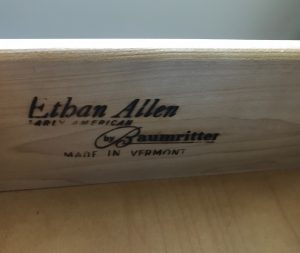 Ethan Allen
EARLY AMERICAN
by Baumritter
MADE IN VERMONT